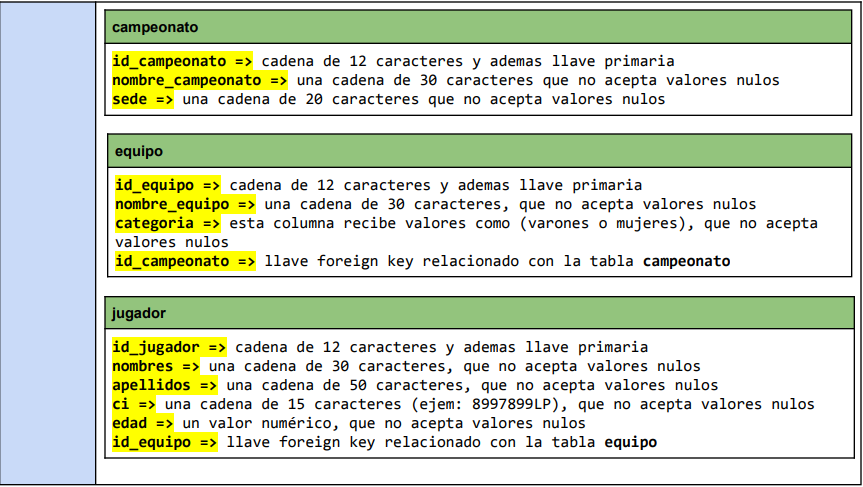 campeonato
id_campeonato => cadena de 12 caracteres y ademas llave primaria
nombre_campeonato => una cadena de 30 caracteres que no acepta valores nulos
sede => una cadena de 20 caracteres que no acepta valores nulos
equipo
id_equipo => cadena de 12 caracteres y ademas llave primaria
nombre_equipo => una cadena de 30 caracteres, que no acepta valores nulos
categoria => esta columna recibe valores como (varones o mujeres), que no acepta
valores nulos
id_campeonato => llave foreign key relacionado con la tabla campeonato
jugador
id_jugador => cadena de 12 caracteres y ademas llave primaria
nombres => una cadena de 30 caracteres, que no acepta valores nulos
apellidos => una cadena de 50 caracteres, que no acepta valores nulos
ci => una cadena de 15 caracteres (ejem: 8997899LP), que no acepta valores nulos
edad => un valor numérico, que no acepta valores nulos
id_equipo => llave foreign key relacionado con la tabla equipo